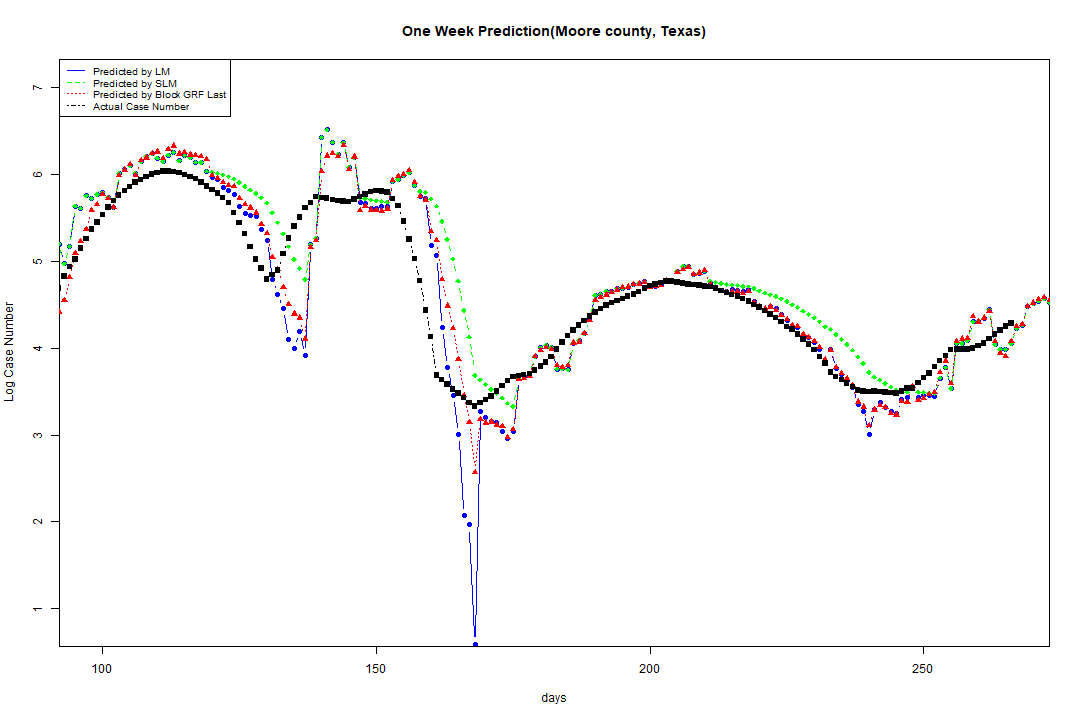 One Week Prediction(Moore county, Texas)
Predicted by LM
Predicted by SLM
Predicted by Block GRF Last
Actual Case Number
7
6
5
4
3
2
1
Log Case Number
100 150 200 250
days